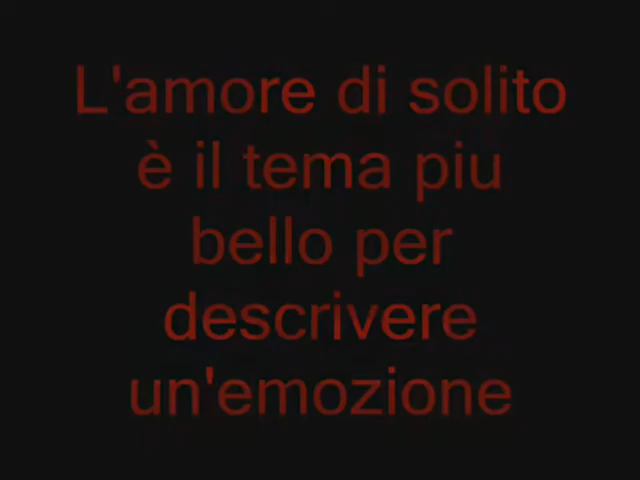 L'amore di solito
è il tema piu
bello per
descrivere
un'emozione